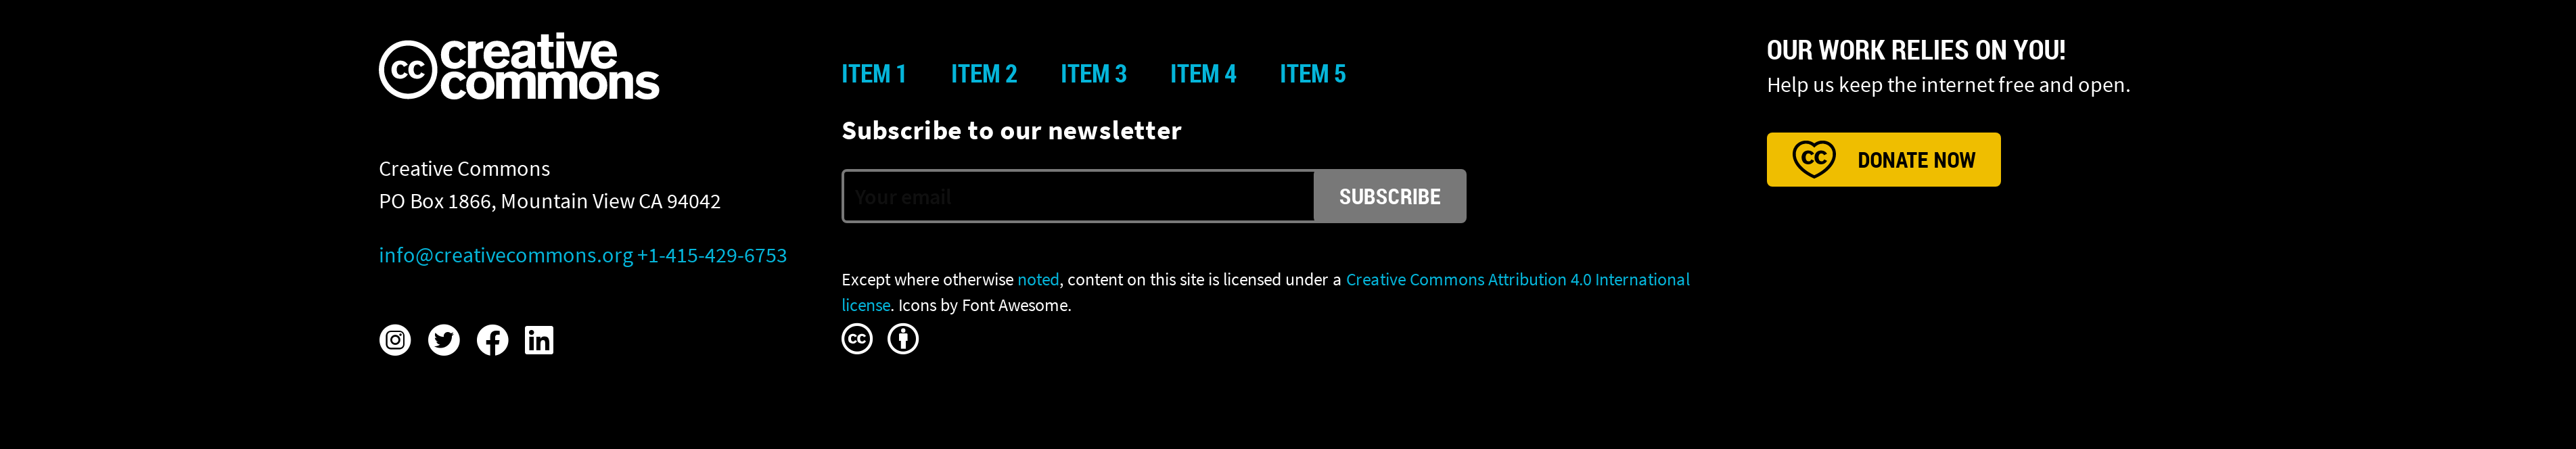 cc creative
commons
Creative Commons
PO Box 1866, Mountain View CA 94042
info@creativecommons.org +1-415-429-6753
in
ITEM 1 ITEM 2 ITEM 3 ITEM 4 ITEM 5
Subscribe to our newsletter
Your email SUBSCRIBE
Except where otherwise noted, content on this site is licensed under a Creative Commons Attribution 4.0 International
license. Icons by Font Awesome.
cc
OUR WORK RELIES ON YOU!
Help us keep the internet free and open.
cc DONATE NOW